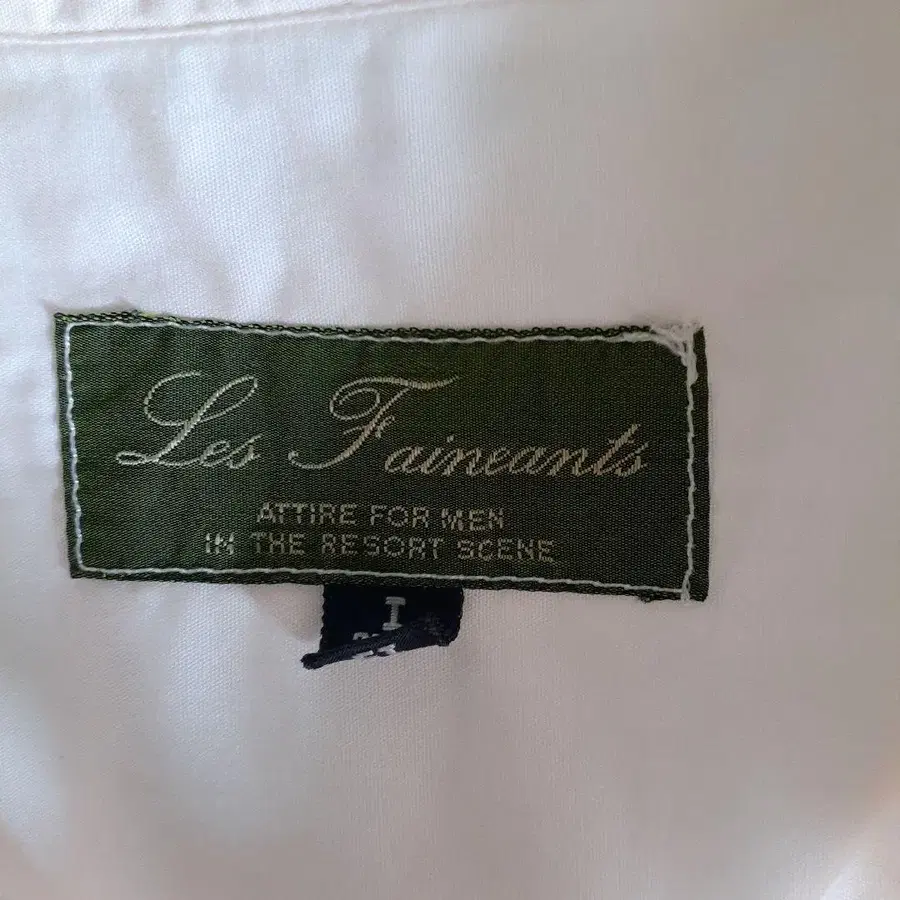 Les Faineants
ATTIRE FOR MEN
IN THE RESORT SCENE
I